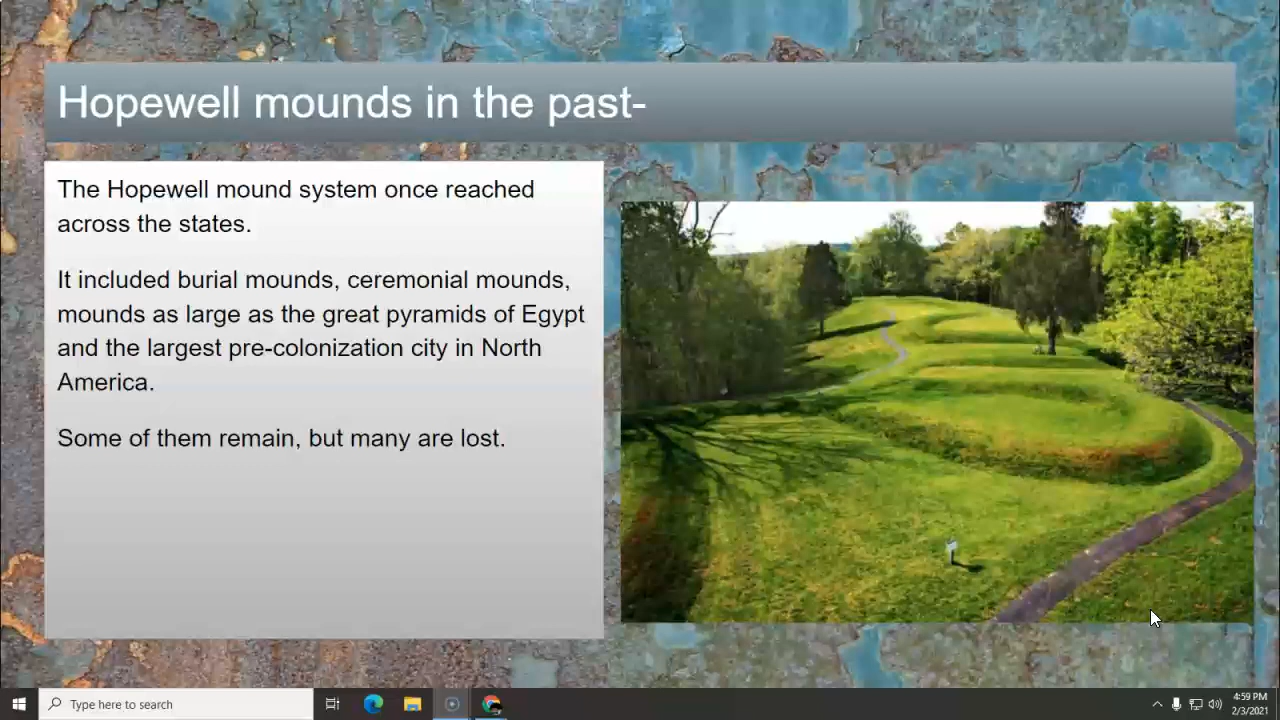 Hopewell mounds in the past-
The Hopewell mound system once reached
across the states.
It included burial mounds, ceremonial mounds,
mounds as large as the great pyramids of Egypt
and the largest pre-colonization city in North
America.
Some of them remain, but many are lost.
Type here to search
4:59 PM
2/3/2021